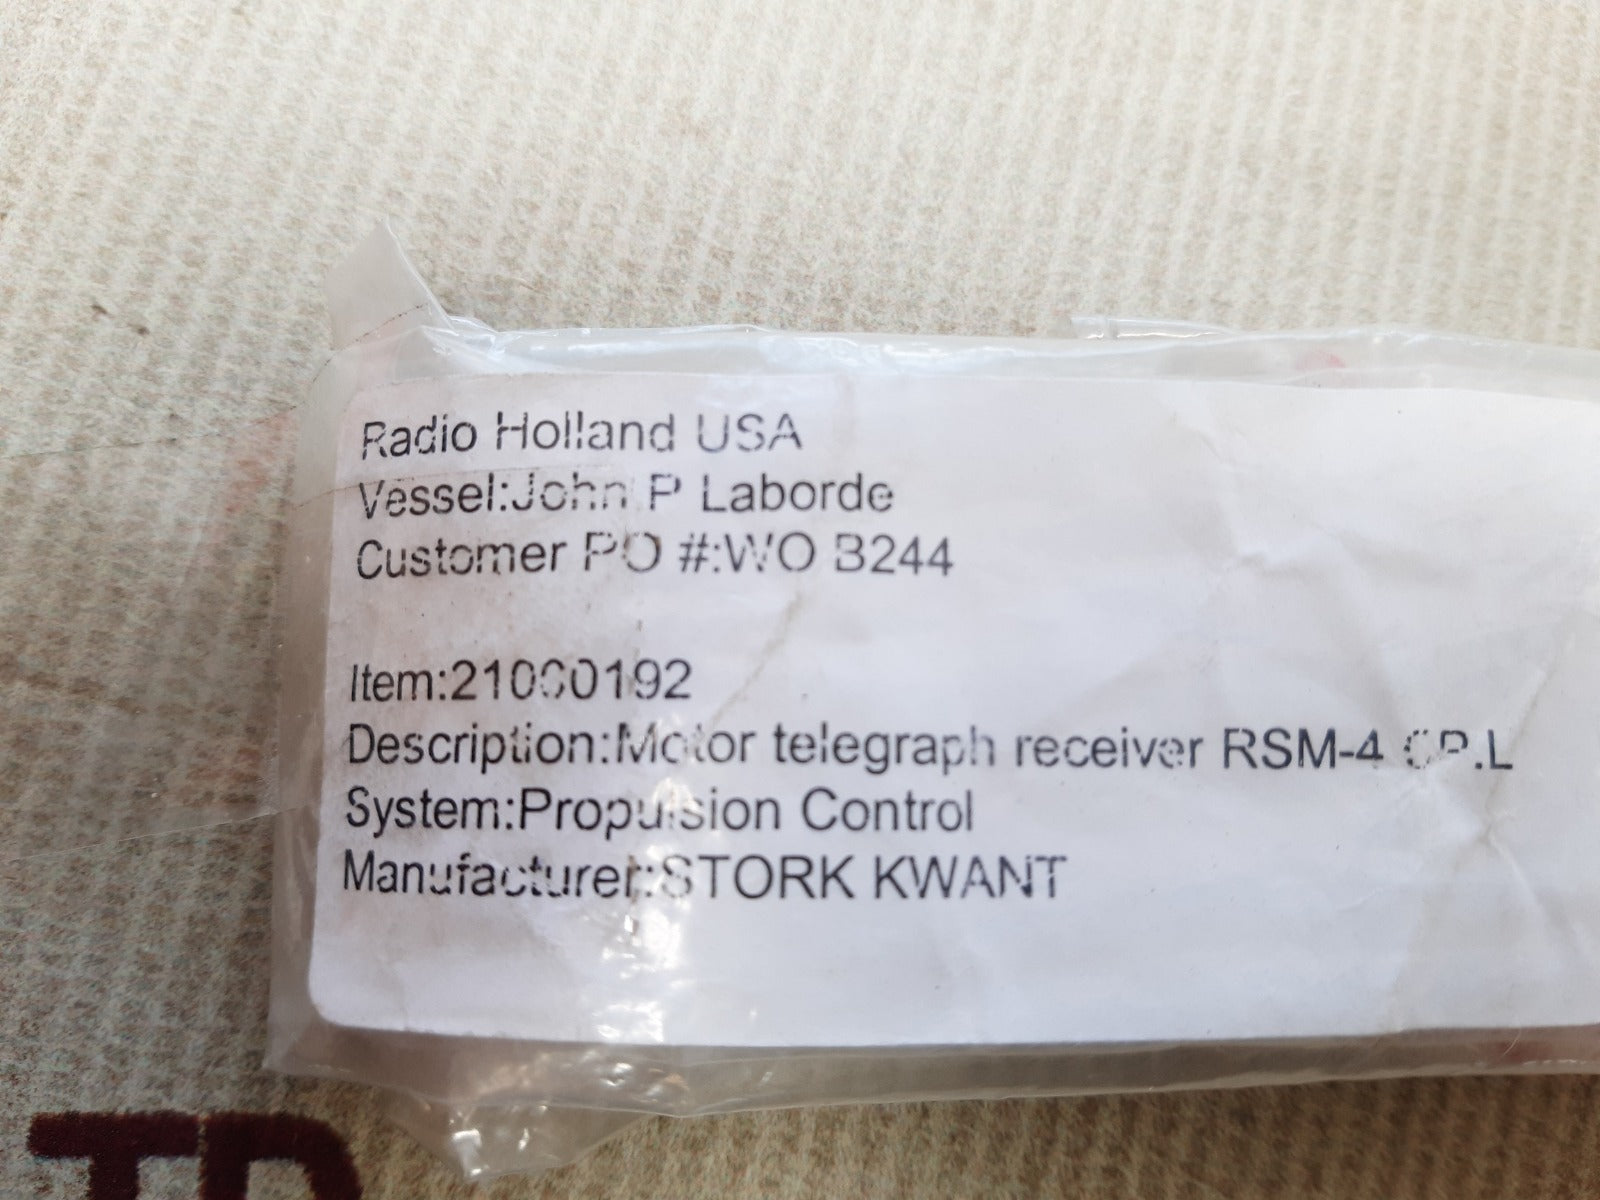 Radio Holland USA
Vessel:John P Laborde
Customer PO #:WO B244
Item:21000192
Description:Motor telegraph receiver RSM-4 CP.L
System:Propulsion Control
Manufacturer:STORK KWANT